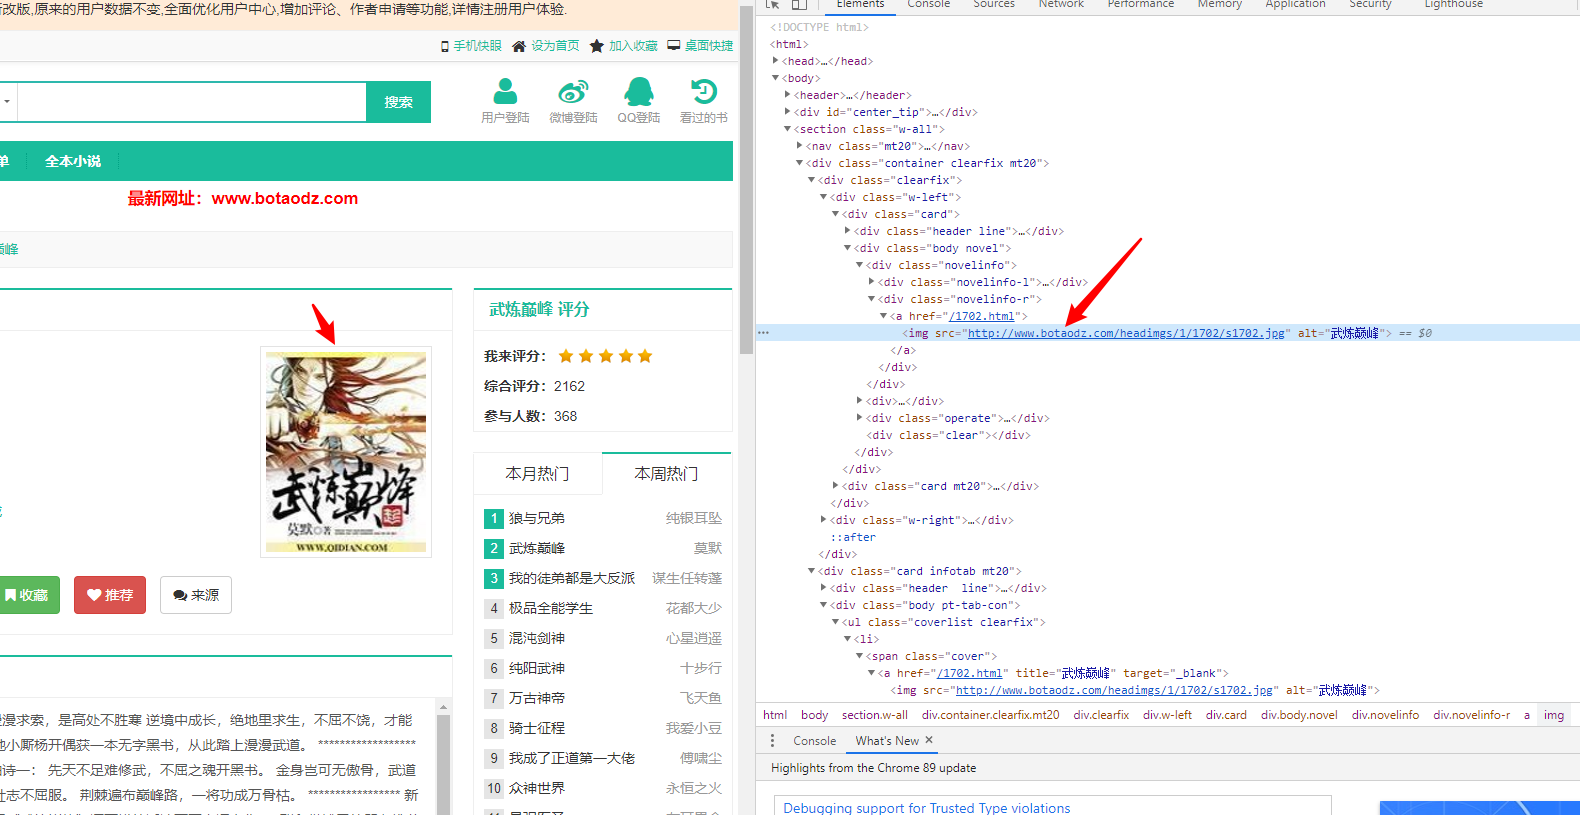 改版,原来的用户数据不变,全面优化用户中心,增加评论、作者申请等功能,详情注册用户体验.
手机快眼 设为首页 加入收藏 桌面快捷
搜索
用户登陆 微博登陆 QQ登陆 看过的书
单 全本小说
最新网址：www.botaodz.com
巅峰
武炼巅峰 评分
我来评分：
综合评分：2162
参与人数：368
武炼巅峰
莫默 著
WWW.QIDIAN.COM
收藏 推荐 来源
本月热门 本周热门
1 狼与兄弟 纯银耳坠
2 武炼巅峰 莫默
3 我的徒弟都是大反派 谋生任转蓬
4 极品全能学生 花都大少
5 混沌剑神 心星逍遥
6 纯阳武神 十步行
7 万古神帝 飞天鱼
8 骑士征程 我爱小豆
9 我成了正道第一大佬 傅啸尘
10 众神世界 永恒之火
漫求索，是高处不胜寒 逆境中成长，绝地里求生，不屈不饶，才能
地小厮杨开偶获一本无字黑书，从此踏上漫漫武道。 ******************
诗一： 先天不足难修武，不屈之魂开黑书。 金身岂可无傲骨，武道
壮志不屈服。 荆棘遍布巅峰路，一将功成万骨枯。 ***************** 新
Elements Console Sources Network Performance Memory Application Security Lighthouse
<!DOCTYPE html>
<html>
<head>…</head>
<body>
<header>…</header>
<div id="center_tip">…</div>
<section class="w-all">
<nav class="mt20">…</nav>
<div class="container clearfix mt20">
<div class="clearfix">
<div class="w-left">
<div class="card">
<div class="header line">…</div>
<div class="body novel">
<div class="novelinfo">
<div class="novelinfo-l">…</div>
<div class="novelinfo-r">
<a href="/1702.html">
<img src="http://www.botaodz.com/headimgs/1/1702/s1702.jpg" alt="武炼巅峰"> == $0
</a>
</div>
</div>
<div>…</div>
<div class="operate">…</div>
<div class="clear"></div>
</div>
</div>
<div class="card mt20">…</div>
</div>
<div class="w-right">…</div>
::after
</div>
<div class="card infotab mt20">
<div class="header  line">…</div>
<div class="body pt-tab-con">
<ul class="coverlist clearfix">
<li>
<span class="cover">
<a href="/1702.html" title="武炼巅峰" target="_blank">
<img src="http://www.botaodz.com/headimgs/1/1702/s1702.jpg" alt="武炼巅峰">
html body section.w-all div.container.clearfix.mt20 div.clearfix div.w-left div.card div.body.novel div.novelinfo div.novelinfo-r a img
Console What's New ×
Highlights from the Chrome 89 update
Debugging support for Trusted Type violations